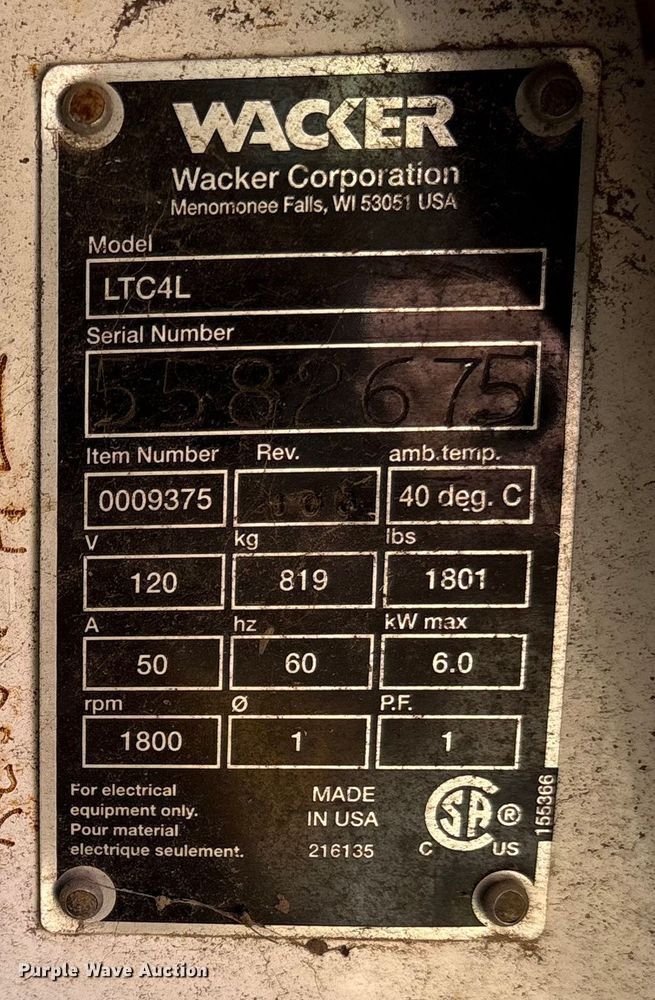 WACKER
Wacker Corporation
Menomonee Falls, WI 53051 USA
Model
LTC4L
Serial Number
5582675
Item Number Rev. amb.temp.
0009375 40 deg. C
V kg lbs
120 819 1801
A hz kW max
50 60 6.0
rpm Ø P.F.
1800 1 1
For electrical
equipment only.
Pour material
electrique seulement.
MADE
IN USA
216135
CSA ®
C US
155366
Purple Wave Auction